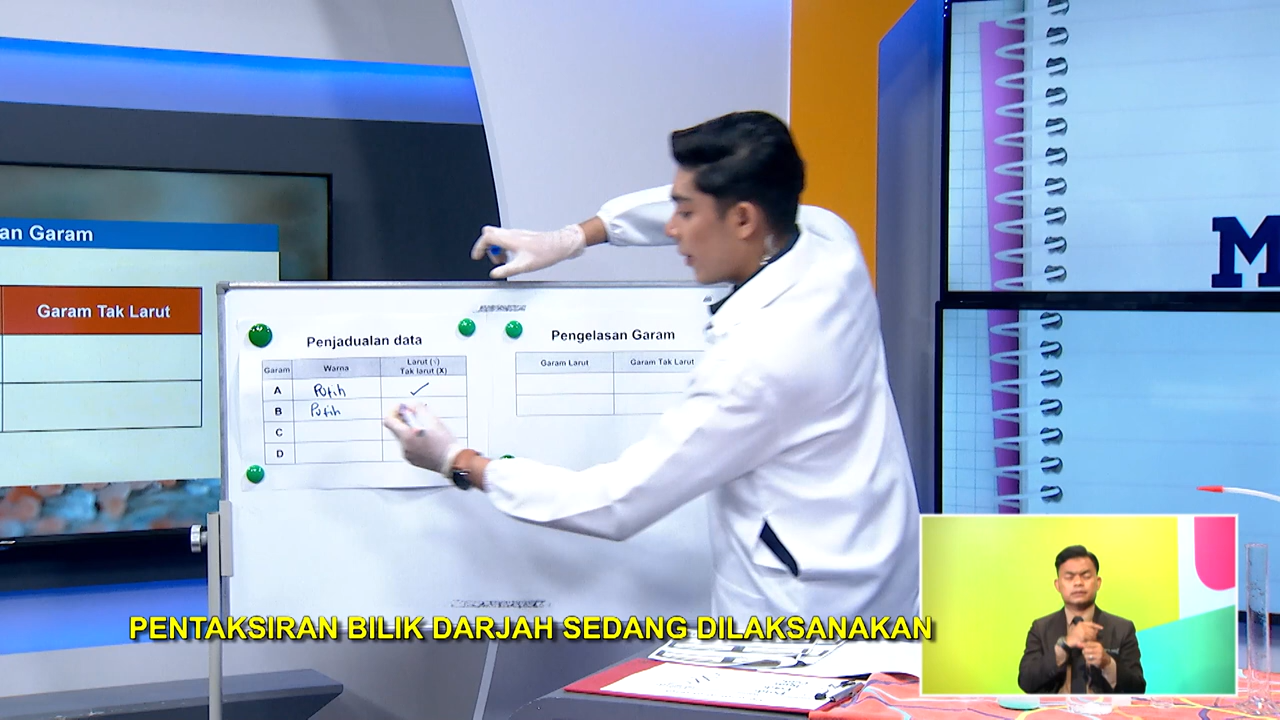 an Garam
Garam Tak Larut
Penjadualan data
Garam
Warna
Larut (√)
Tak larut (X)
A
Putih
✓
B
Putih
C
D
Pengelasan Garam
Garam Larut
Garam Tak Larut
M
PENTAKSIRAN BILIK DARJAH SEDANG DILAKSANAKAN